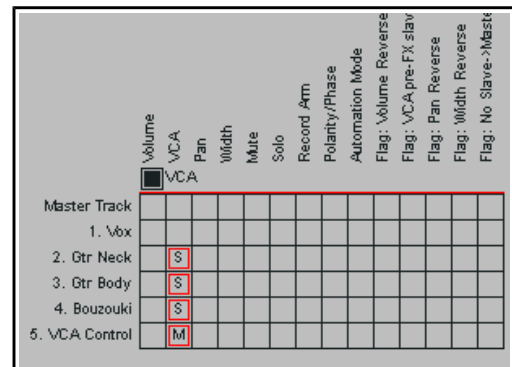 Volume
VCA
Pan
Width
Mute
Solo
Record Arm
Polarity/Phase
Automation Mode
Flag: Volume Reverse
Flag: VCA pre-FX slav
Flag: Pan Reverse
Flag: Width Reverse
Flag: No Slave->Maste
VCA
Master Track
1. Vox
2. Gtr Neck S
3. Gtr Body S
4. Bouzouki S
5. VCA Control M